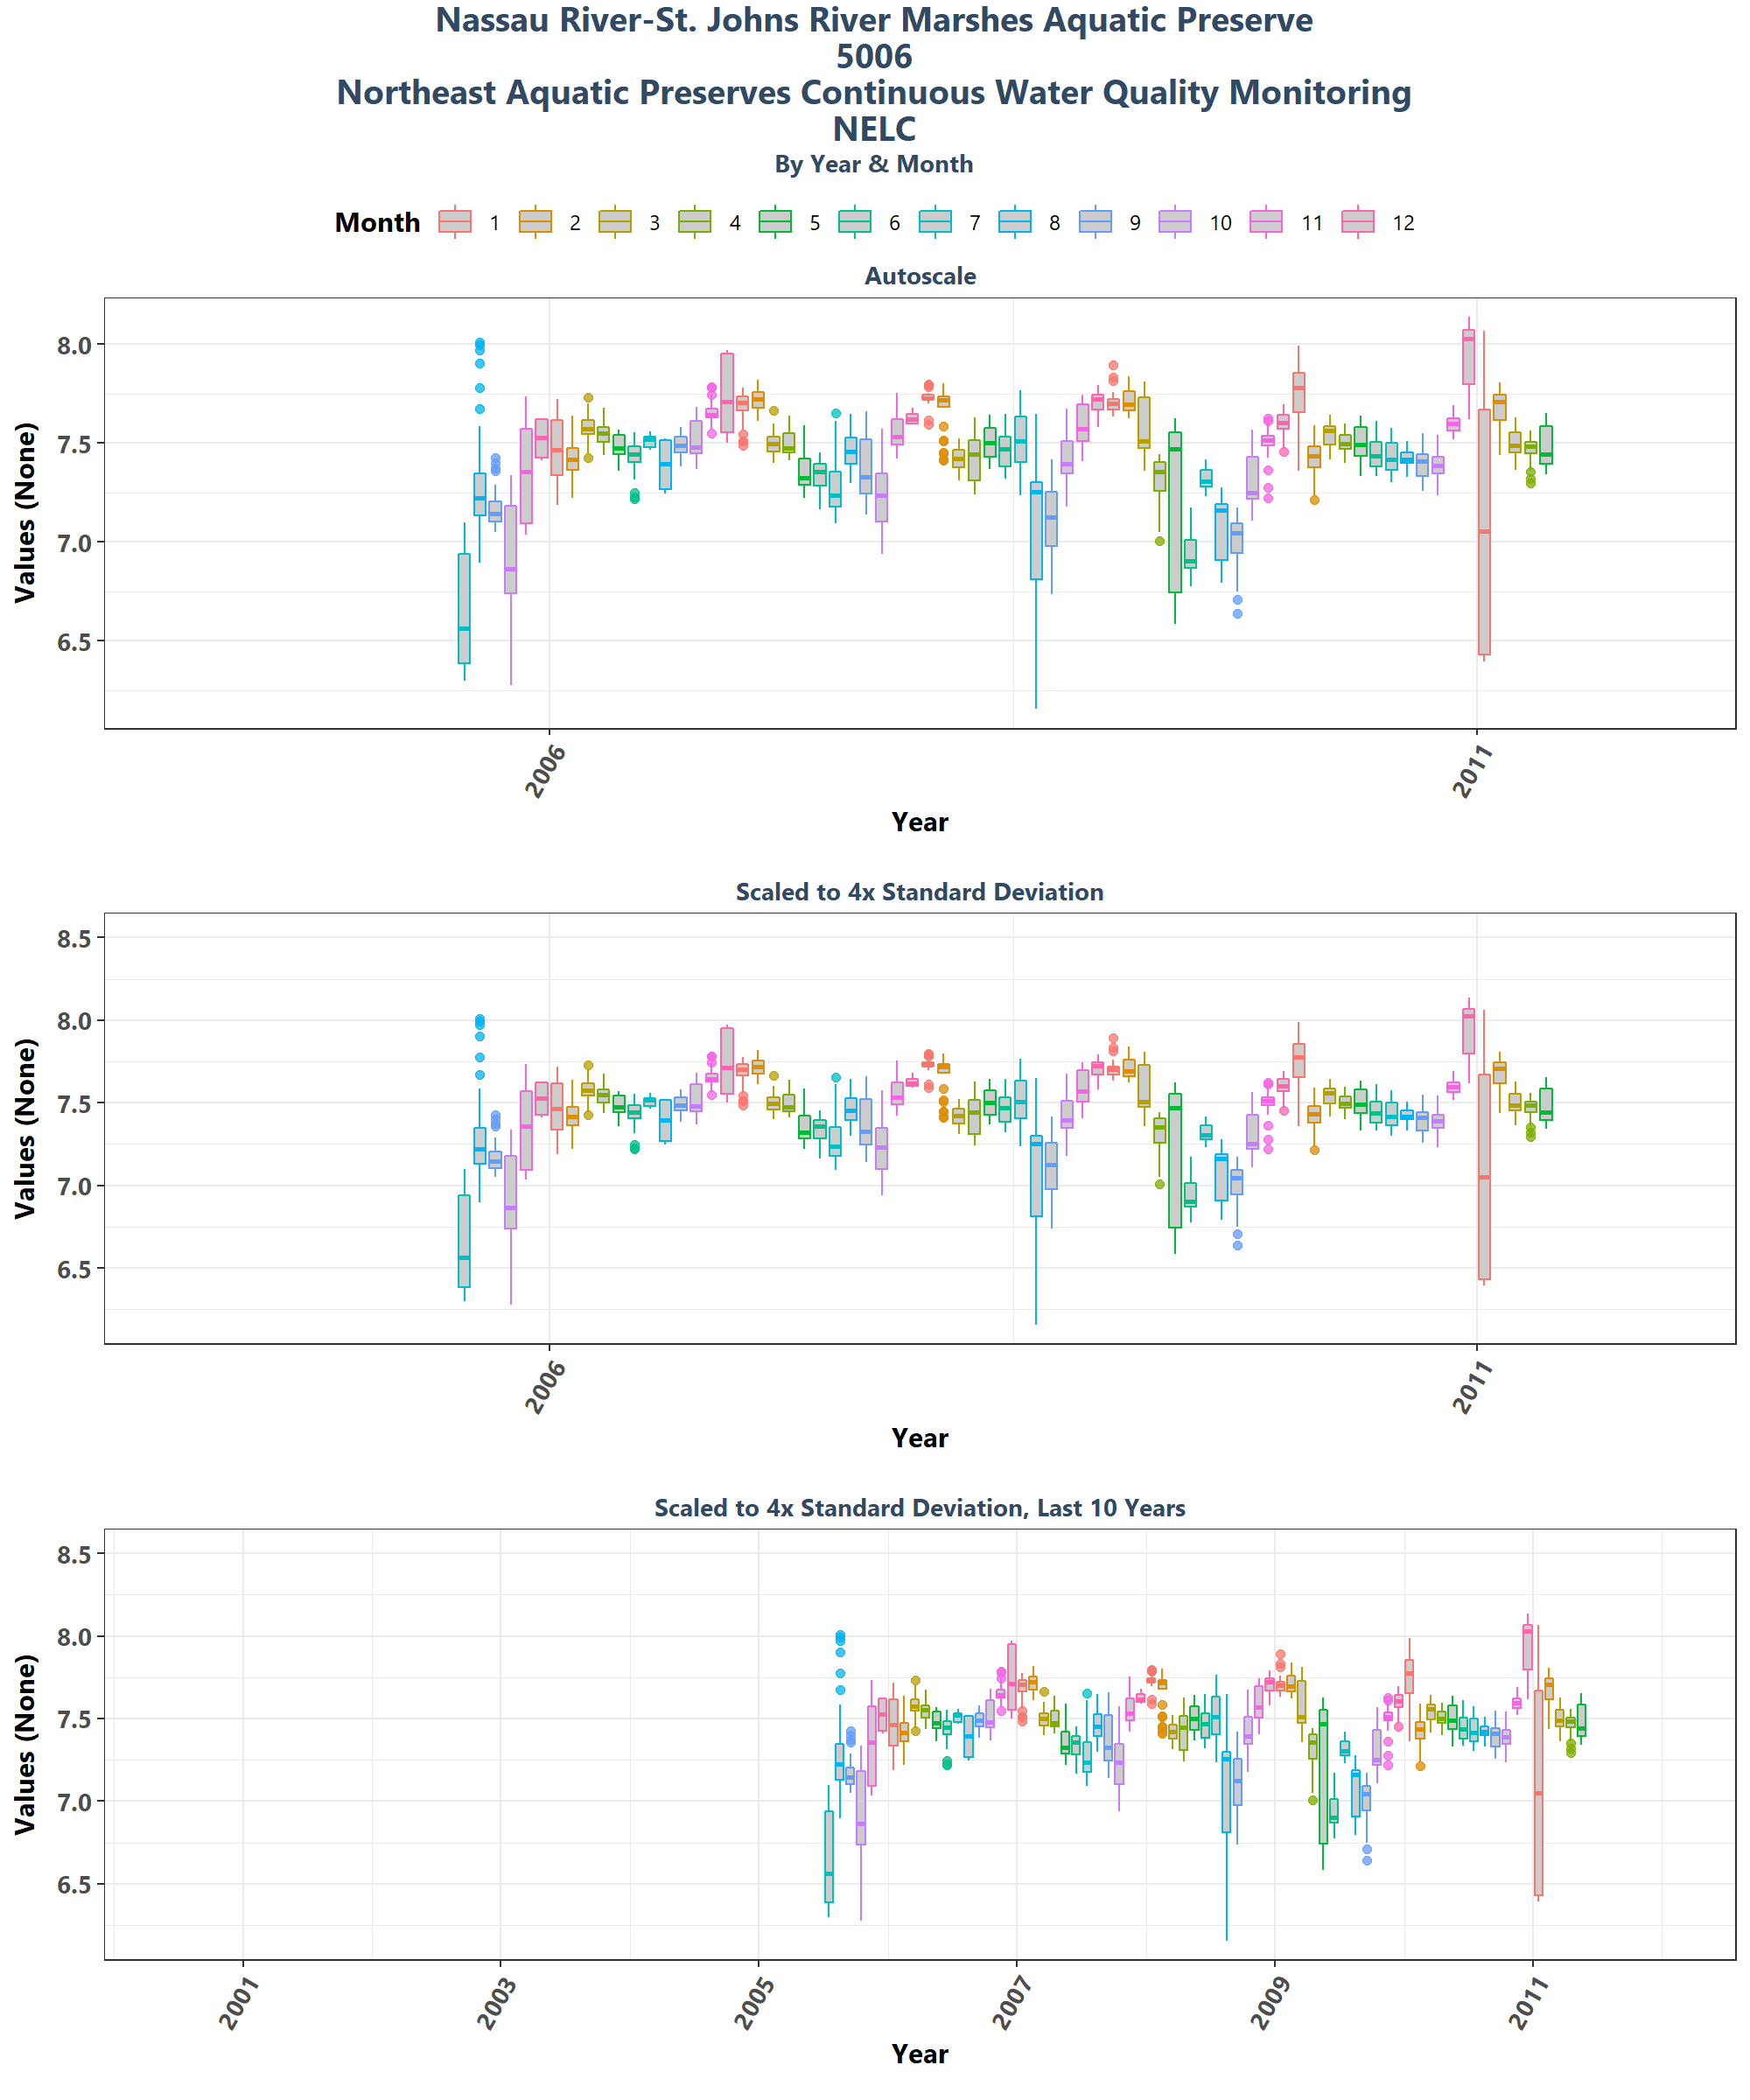 Nassau River-St. Johns River Marshes Aquatic Preserve
5006
Northeast Aquatic Preserves Continuous Water Quality Monitoring
NELC
By Year & Month
Month 1 2 3 4 5 6 7 8 9 10 11 12
Autoscale
Values (None)
8.0
7.5
7.0
6.5
2006 2011
Year
Scaled to 4x Standard Deviation
Values (None)
8.5
8.0
7.5
7.0
6.5
2006 2011
Year
Scaled to 4x Standard Deviation, Last 10 Years
Values (None)
8.5
8.0
7.5
7.0
6.5
2001 2003 2005 2007 2009 2011
Year